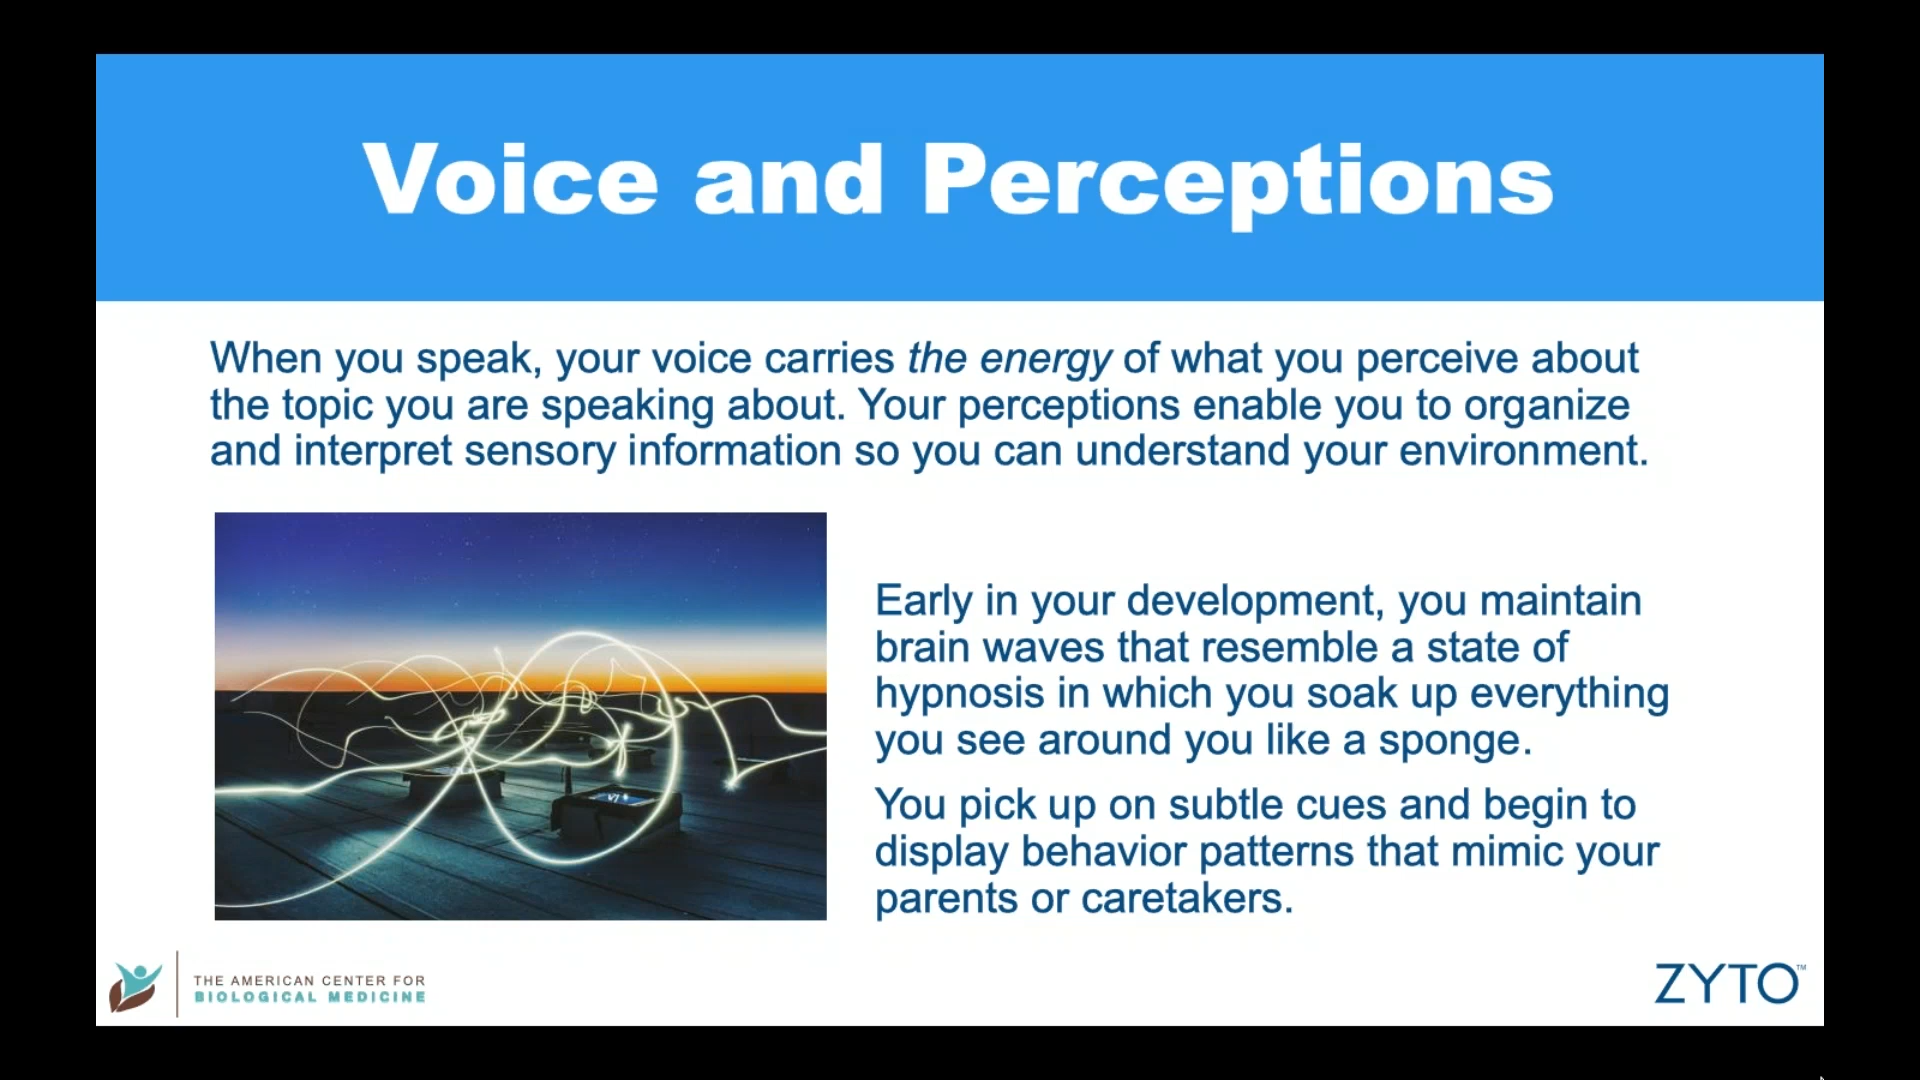 Voice and Perceptions
When you speak, your voice carries the energy of what you perceive about
the topic you are speaking about. Your perceptions enable you to organize
and interpret sensory information so you can understand your environment.
Early in your development, you maintain
brain waves that resemble a state of
hypnosis in which you soak up everything
you see around you like a sponge.
You pick up on subtle cues and begin to
display behavior patterns that mimic your
parents or caretakers.
THE AMERICAN CENTER FOR
BIOLOGICAL MEDICINE
ZYTO™